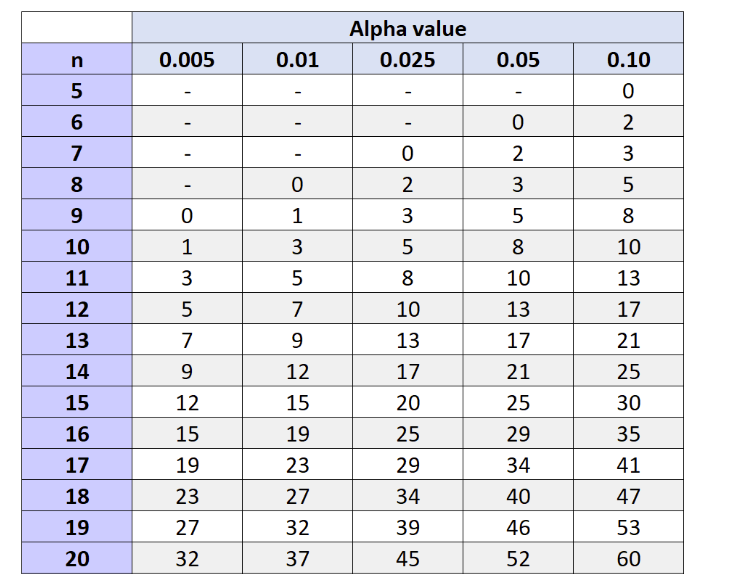 Alpha value
n 0.005 0.01 0.025 0.05 0.10
5 - - - - 0
6 - - - 0 2
7 - - 0 2 3
8 - 0 2 3 5
9 0 1 3 5 8
10 1 3 5 8 10
11 3 5 8 10 13
12 5 7 10 13 17
13 7 9 13 17 21
14 9 12 17 21 25
15 12 15 20 25 30
16 15 19 25 29 35
17 19 23 29 34 41
18 23 27 34 40 47
19 27 32 39 46 53
20 32 37 45 52 60